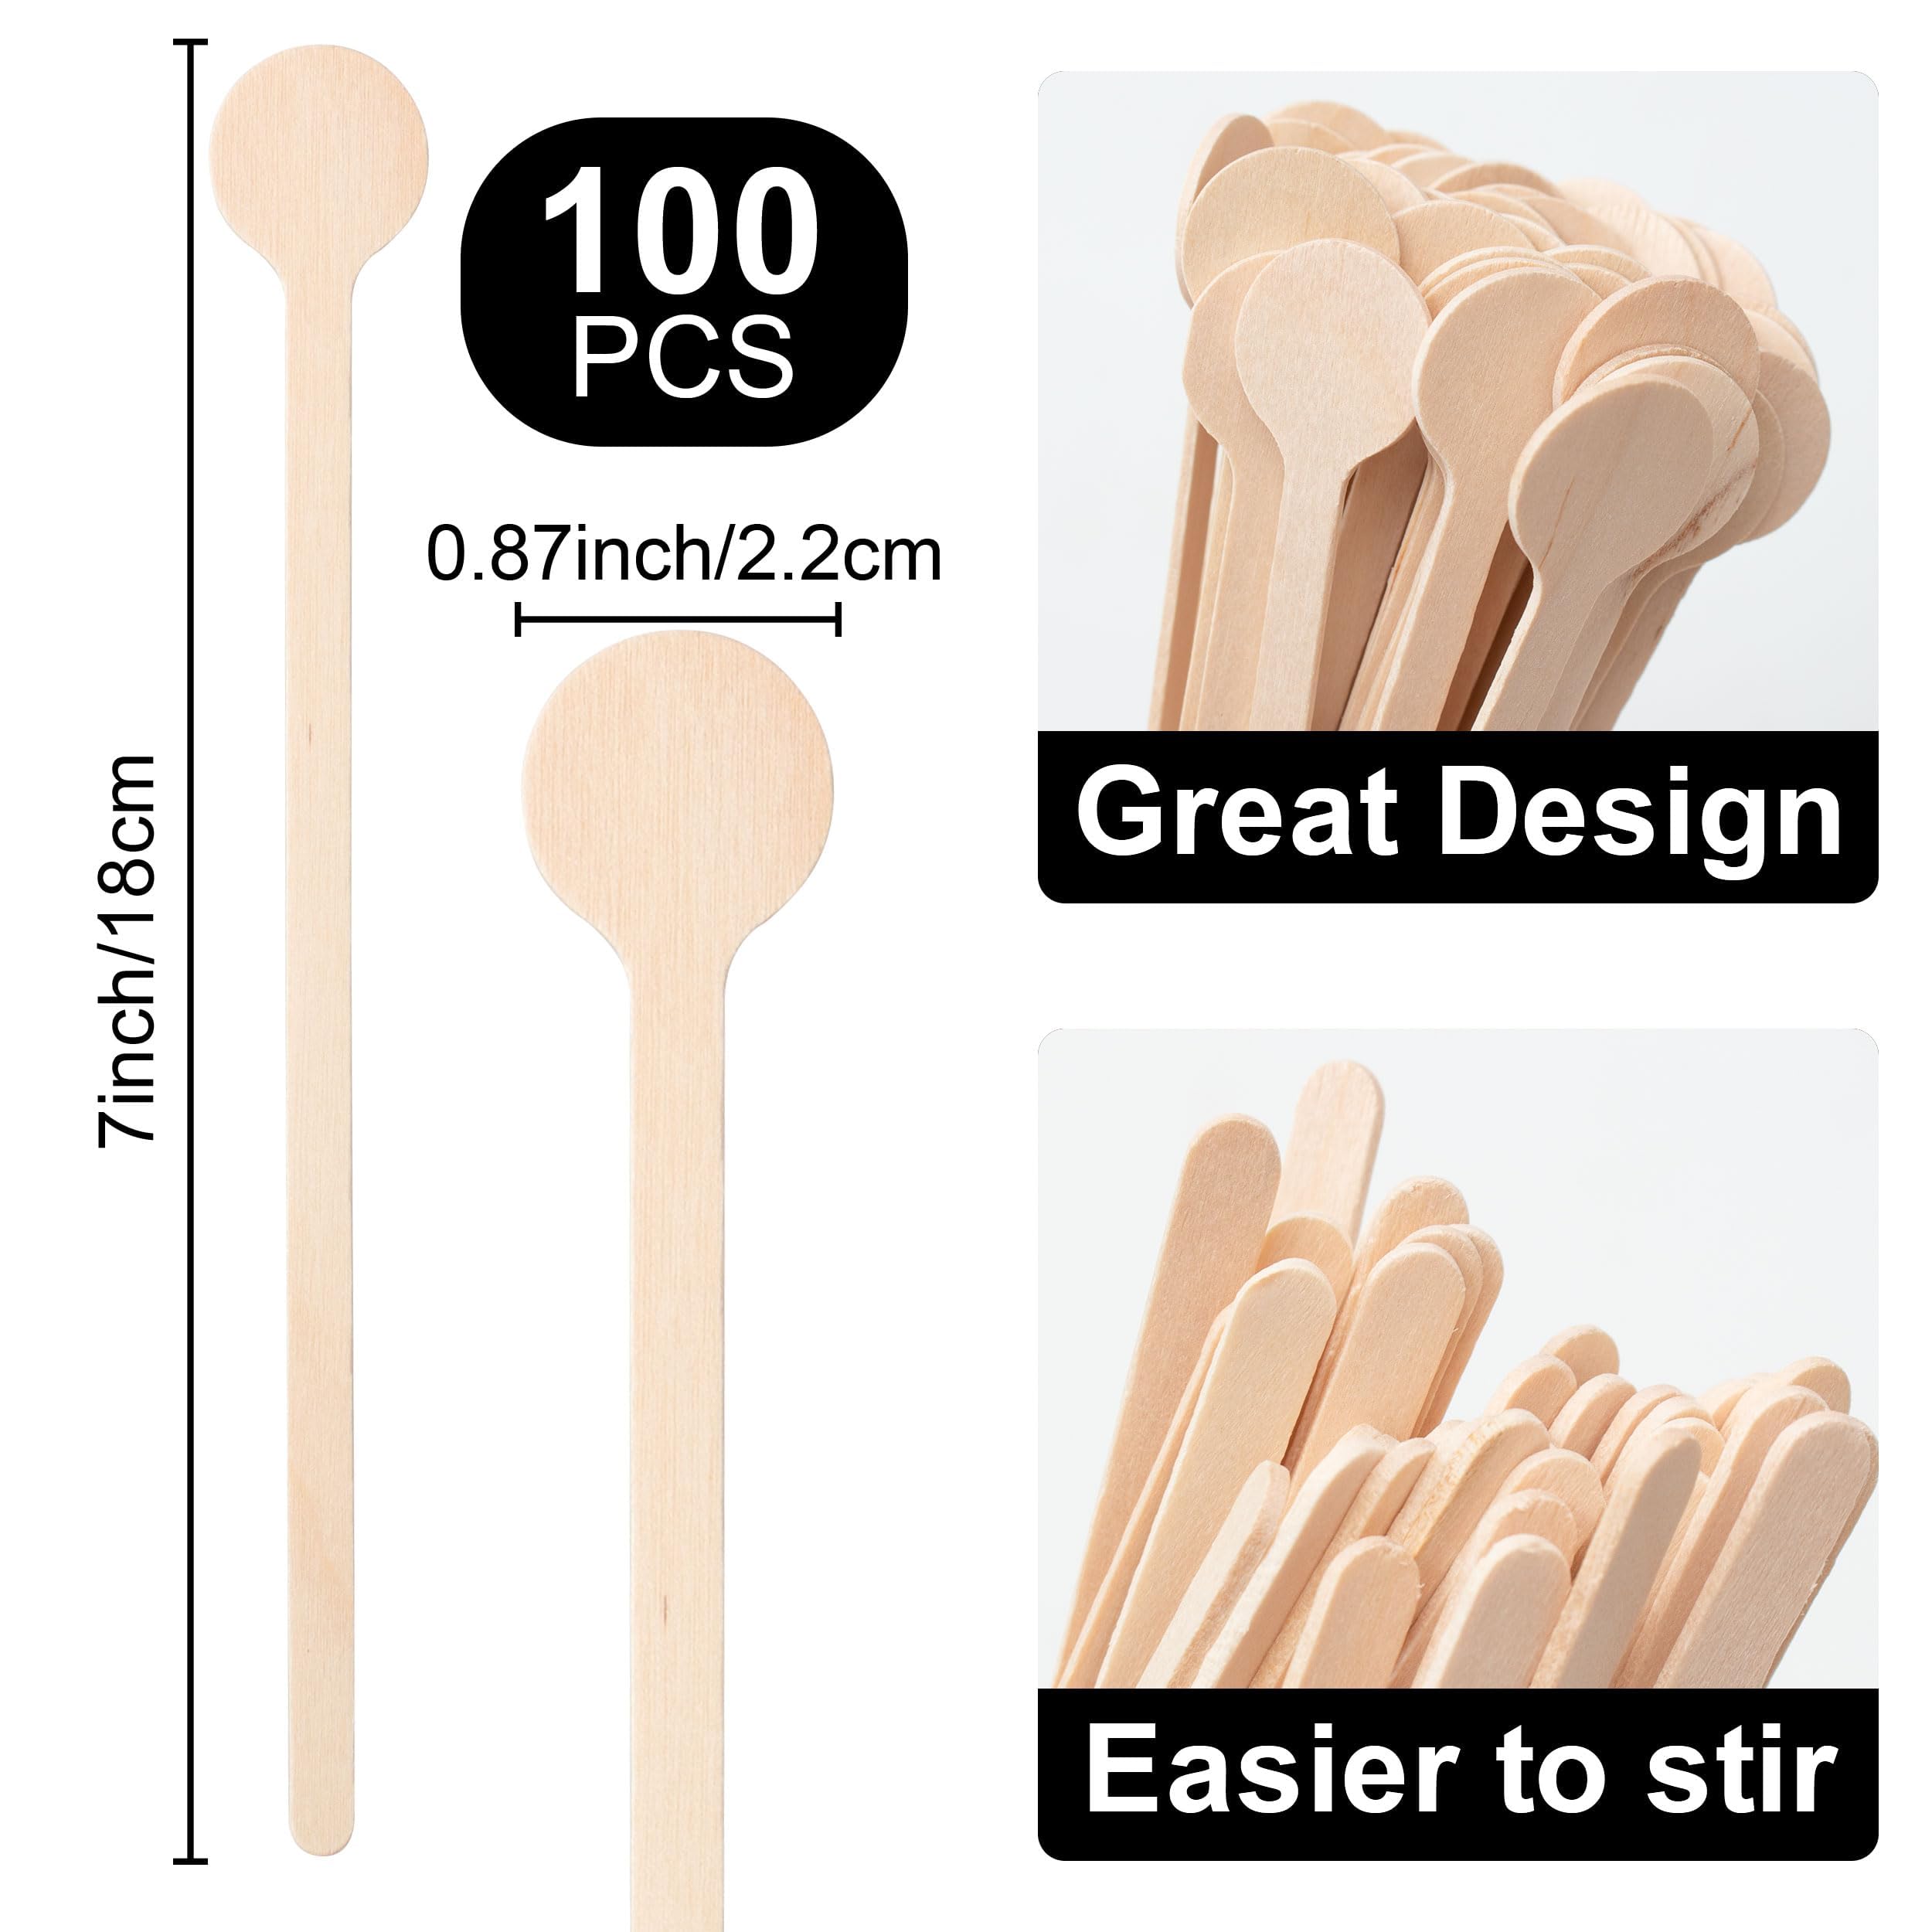 100
PCS
0.87inch/2.2cm
7inch/18cm
Great Design
Easier to stir